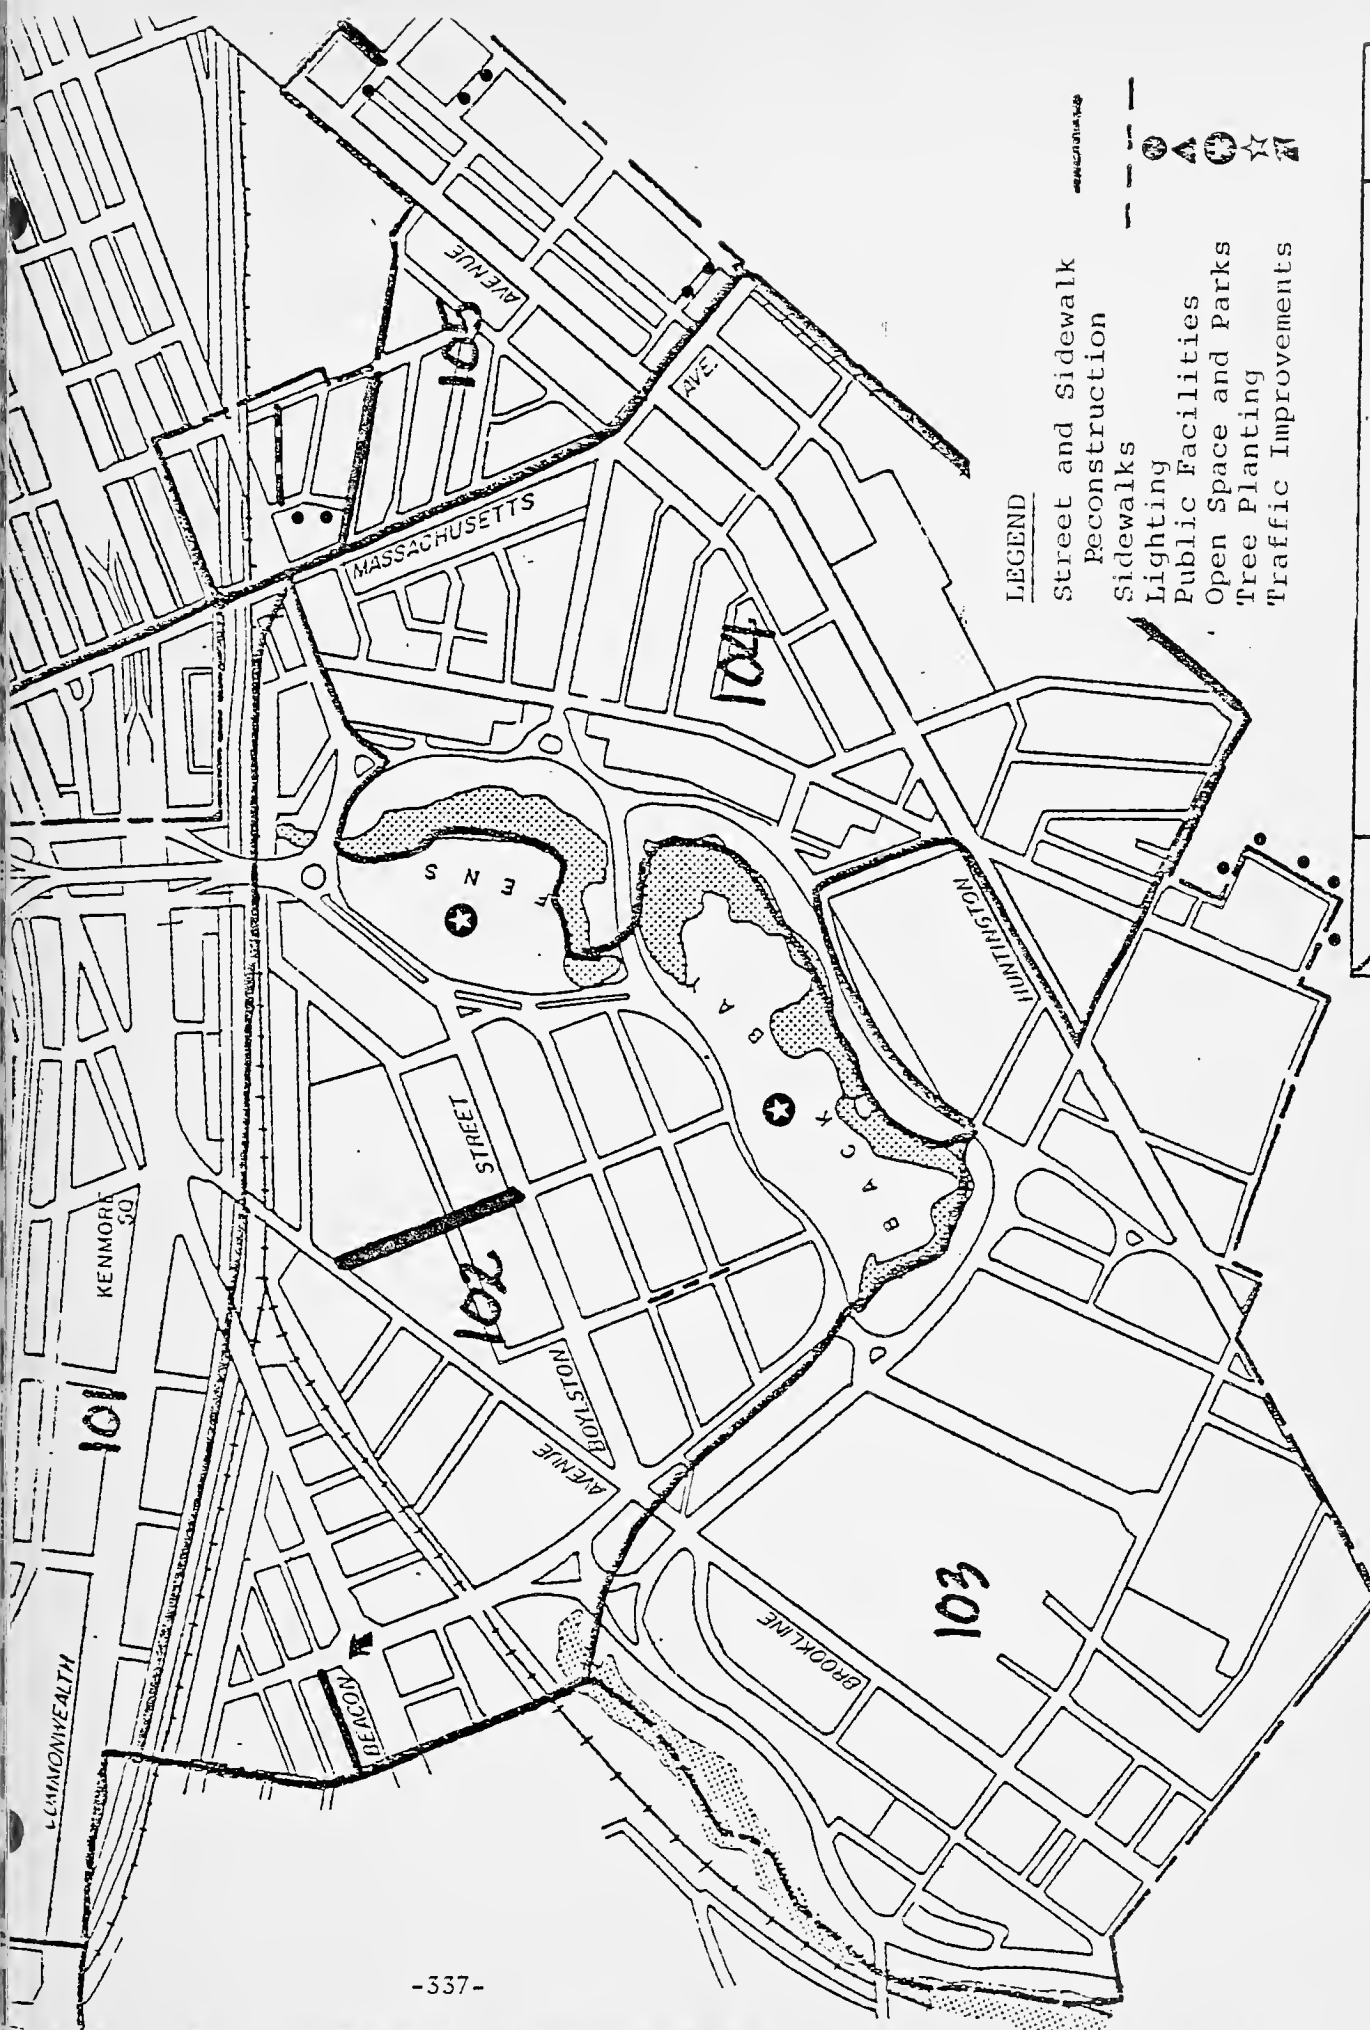 COMMONWEALTH
KENMORE
SQ
101
BEACON
AVENUE
BOYLSTON
STREET
102
BROOKLINE
103
BACK BAY
FENS
HUNTINGTON
104
MASSACHUSETTS
AVE.
AVENUE
105
LEGEND
Street and Sidewalk
Reconstruction
Sidewalks
Lighting
Public Facilities
Open Space and Parks
Tree Planting
Traffic Improvements
-337-